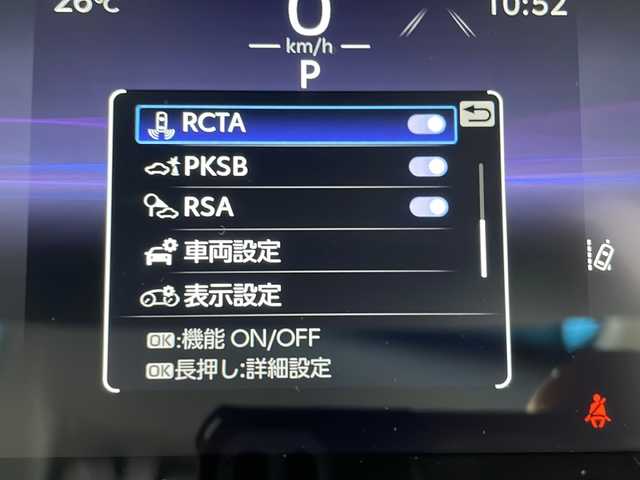 26℃
0
10:52
km/h
P
RCTA
PKSB
RSA
車両設定
表示設定
OK:機能 ON/OFF
OK長押し:詳細設定